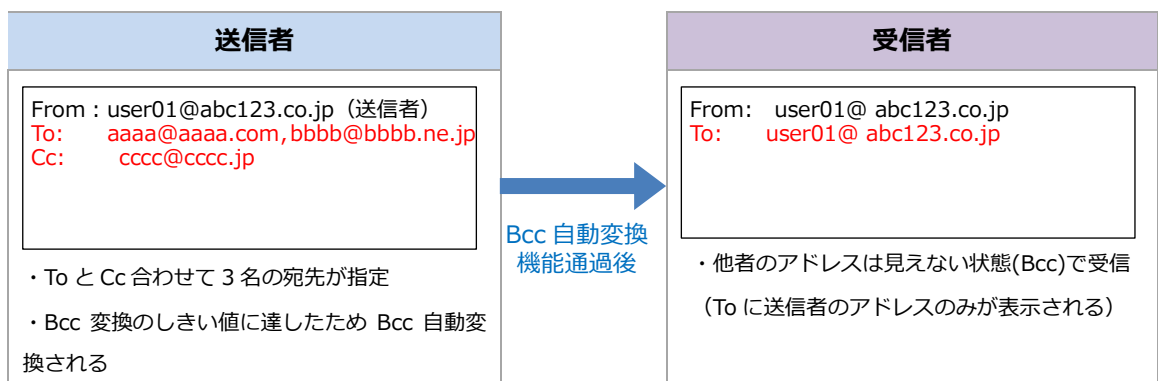 送信者
From：user01@abc123.co.jp（送信者）
To: aaaa@aaaa.com,bbbb@bbbb.ne.jp
Cc: cccc@cccc.jp
・To と Cc 合わせて 3 名の宛先が指定
・Bcc 変換のしきい値に達したため Bcc 自動変
換される
Bcc 自動変換
機能通過後
受信者
From: user01@ abc123.co.jp
To: user01@ abc123.co.jp
・他者のアドレスは見えない状態(Bcc)で受信
（To に送信者のアドレスのみが表示される）